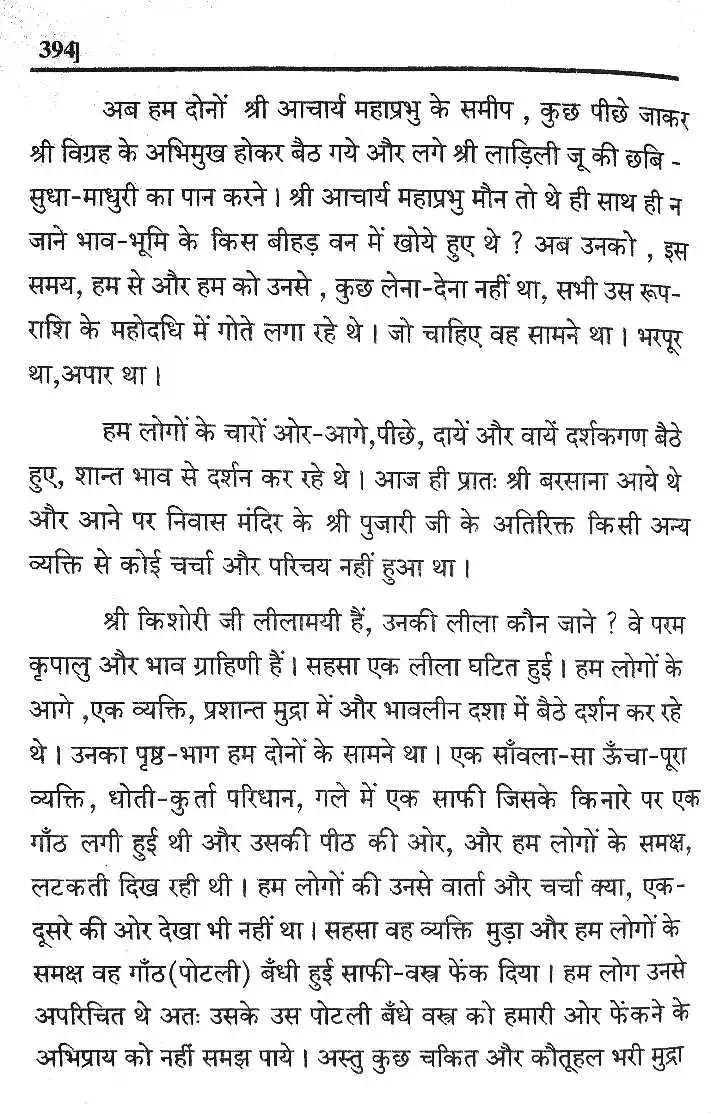 394]
अब हम दोनों श्री आचार्य महाप्रभु के समीप , कुछ पीछे जाकर
श्री विग्रह के अभिमुख होकर बैठ गये और लगे श्री लाड़िली जू की छबि -
सुधा-माधुरी का पान करने । श्री आचार्य महाप्रभु मौन तो थे ही साथ ही न
जाने भाव-भूमि के किस बीहड़ वन में खोये हुए थे ? अब उनको , इस
समय, हम से और हम को उनसे , कुछ लेना-देना नहीं था, सभी उस रूप-
राशि के महोदधि में गोते लगा रहे थे । जो चाहिए वह सामने था । भरपूर
था,अपार था ।
हम लोगों के चारों ओर-आगे,पीछे, दायें और वायें दर्शकगण बैठे
हुए, शान्त भाव से दर्शन कर रहे थे । आज ही प्रातः श्री बरसाना आये थे
और आने पर निवास मंदिर के श्री पुजारी जी के अतिरिक्त किसी अन्य
व्यक्ति से कोई चर्चा और परिचय नहीं हुआ था ।
श्री किशोरी जी लीलामयी हैं, उनकी लीला कौन जाने ? वे परम
कृपालु और भाव ग्राहिणी हैं । सहसा एक लीला घटित हुई । हम लोगों के
आगे ,एक व्यक्ति, प्रशान्त मुद्रा में और भावलीन दशा में बैठे दर्शन कर रहे
थे । उनका पृष्ठ-भाग हम दोनों के सामने था । एक साँवला-सा ऊँचा-पूरा
व्यक्ति, धोती-कुर्ता परिधान, गले में एक साफी जिसके किनारे पर एक
गाँठ लगी हुई थी और उसकी पीठ की ओर, और हम लोगों के समक्ष,
लटकती दिख रही थी । हम लोगों की उनसे वार्ता और चर्चा क्या, एक-
दूसरे की ओर देखा भी नहीं था । सहसा वह व्यक्ति मुड़ा और हम लोगों के
समक्ष वह गाँठ(पोटली) बँधी हुई साफी-वस्त्र फेंक दिया । हम लोग उनसे
अपरिचित थे अतः उसके उस पोटली बँधे वस्त्र को हमारी ओर फेंकने के
अभिप्राय को नहीं समझ पाये । अस्तु कुछ चकित और कौतूहल भरी मुद्रा